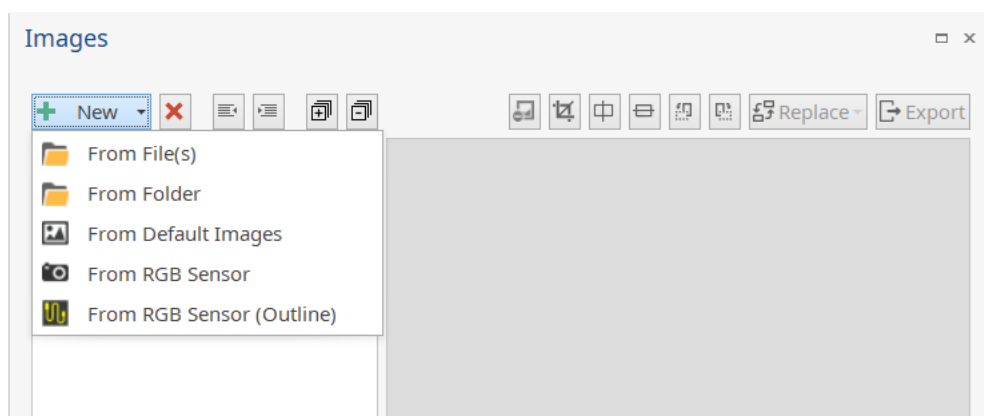 Images
New
Replace
Export
From File(s)
From Folder
From Default Images
From RGB Sensor
From RGB Sensor (Outline)